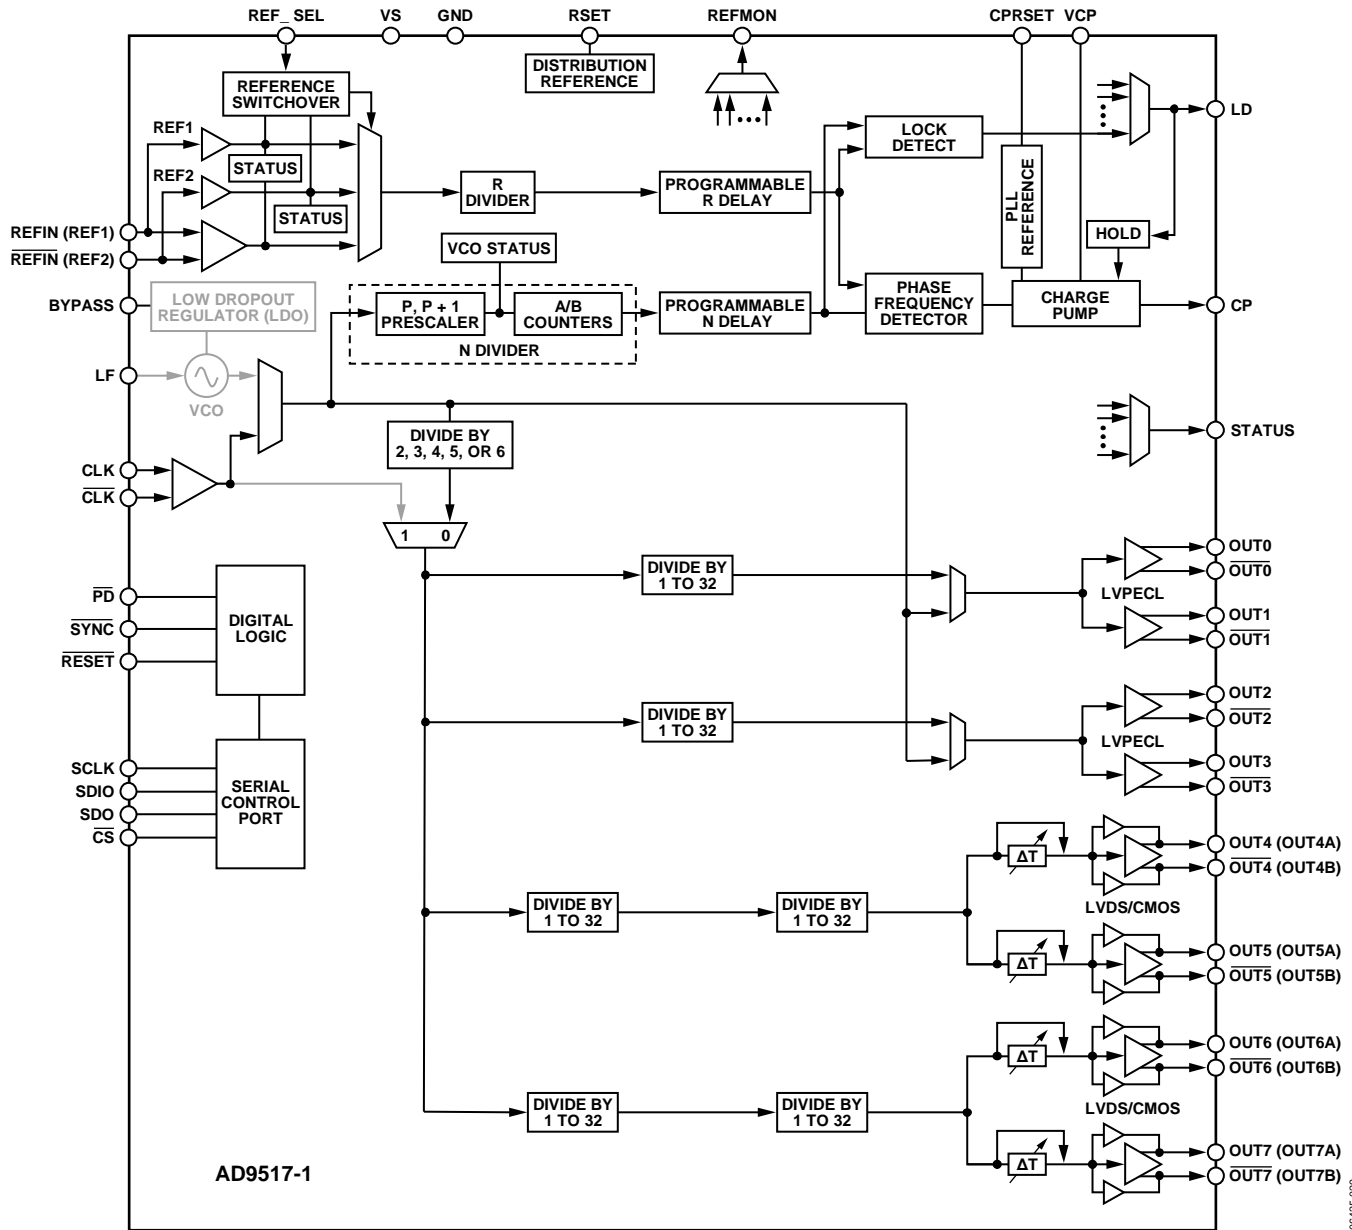 REF_ SEL
VS
GND
RSET
REFMON
CPRSET
VCP
DISTRIBUTION
REFERENCE
REFERENCE
SWITCHOVER
REF1
STATUS
REF2
STATUS
R
DIVIDER
PROGRAMMABLE
R DELAY
LOCK
DETECT
PLL
REFERENCE
HOLD
LD
REFIN (REF1)
REFIN (REF2)
VCO STATUS
BYPASS
LOW DROPOUT
REGULATOR (LDO)
P, P + 1
PRESCALER
A/B
COUNTERS
N DIVIDER
PROGRAMMABLE
N DELAY
PHASE
FREQUENCY
DETECTOR
CHARGE
PUMP
CP
LF
VCO
DIVIDE BY
2, 3, 4, 5, OR 6
STATUS
CLK
CLK
1 0
DIVIDE BY
1 TO 32
LVPECL
OUT0
OUT0
OUT1
OUT1
PD
SYNC
RESET
DIGITAL
LOGIC
DIVIDE BY
1 TO 32
LVPECL
OUT2
OUT2
OUT3
OUT3
SCLK
SDIO
SDO
CS
SERIAL
CONTROL
PORT
DIVIDE BY
1 TO 32
DIVIDE BY
1 TO 32
ΔT
ΔT
LVDS/CMOS
OUT4 (OUT4A)
OUT4 (OUT4B)
OUT5 (OUT5A)
OUT5 (OUT5B)
DIVIDE BY
1 TO 32
DIVIDE BY
1 TO 32
ΔT
ΔT
LVDS/CMOS
OUT6 (OUT6A)
OUT6 (OUT6B)
OUT7 (OUT7A)
OUT7 (OUT7B)
AD9517-1